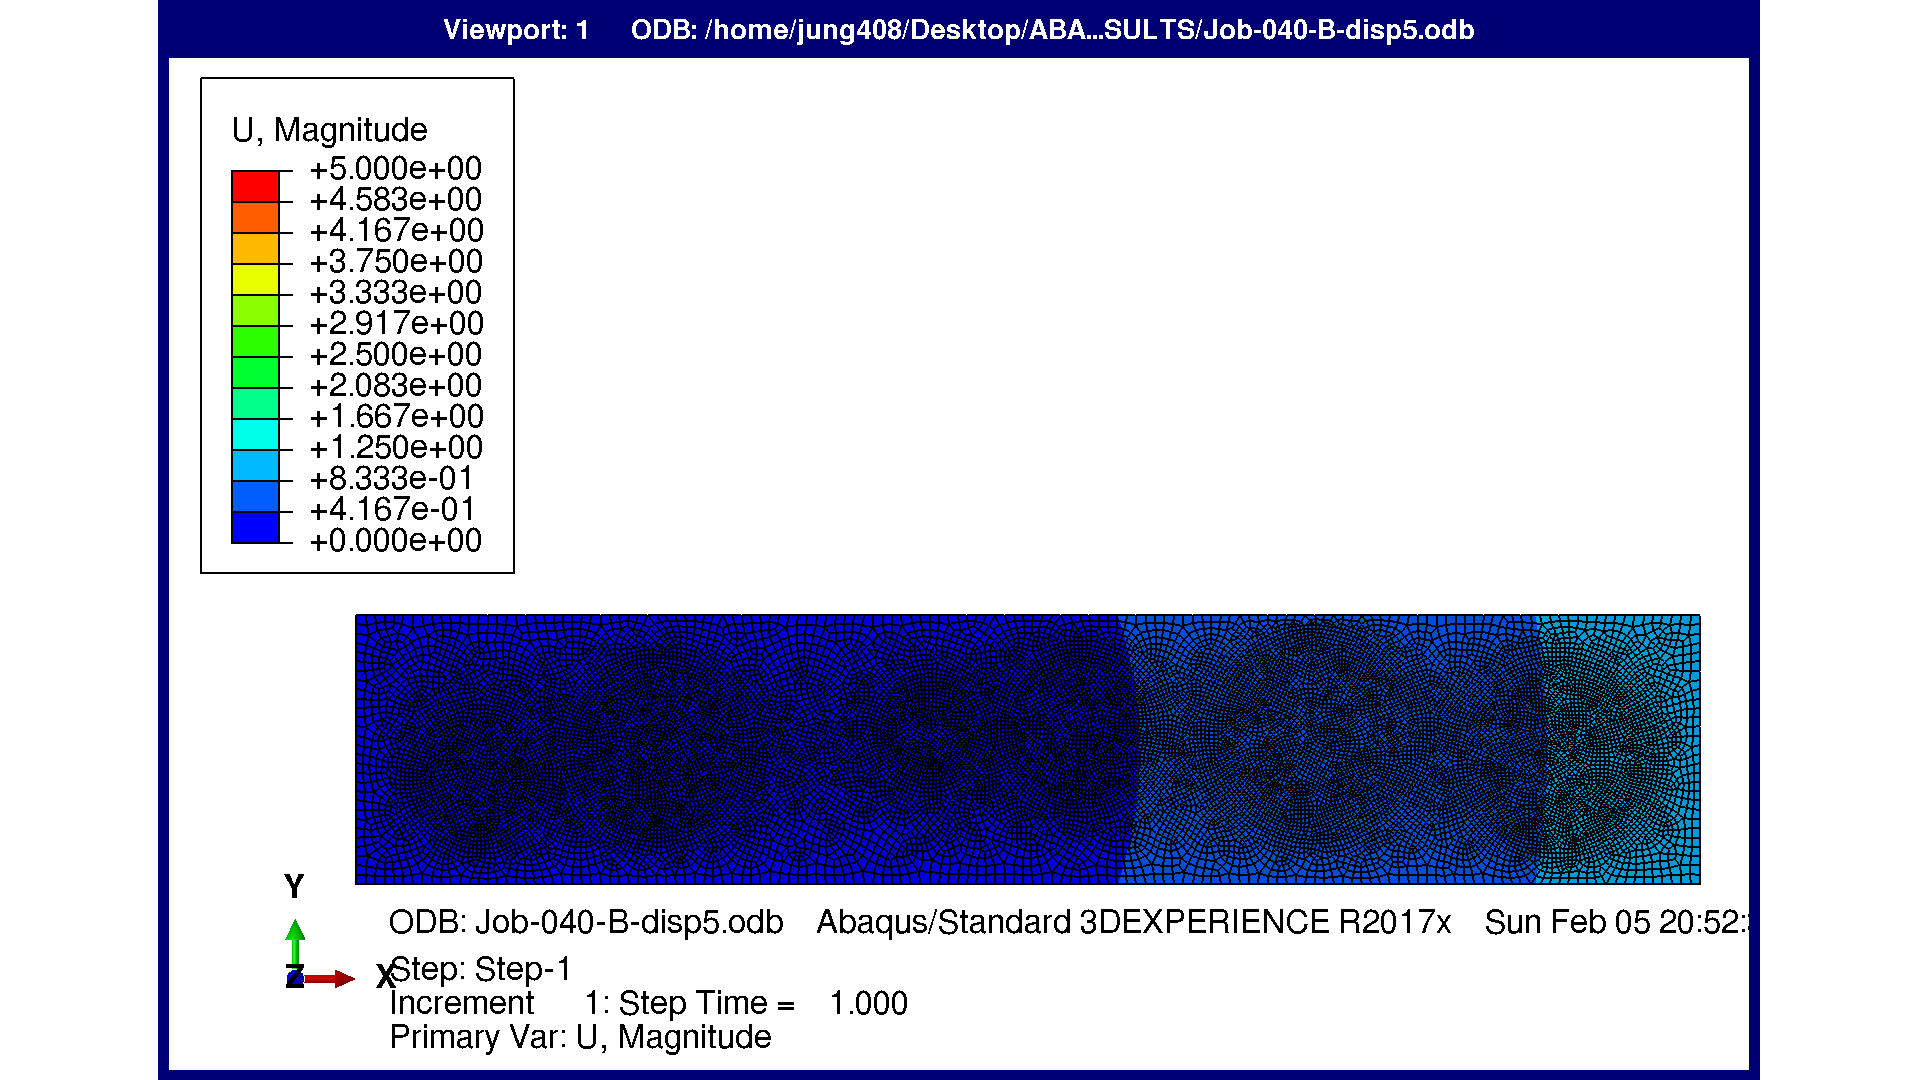 Viewport: 1 ODB: /home/jung408/Desktop/ABA...SULTS/Job-040-B-disp5.odb
U, Magnitude
+5.000e+00
+4.583e+00
+4.167e+00
+3.750e+00
+3.333e+00
+2.917e+00
+2.500e+00
+2.083e+00
+1.667e+00
+1.250e+00
+8.333e-01
+4.167e-01
+0.000e+00
Y
Z
X
ODB: Job-040-B-disp5.odb Abaqus/Standard 3DEXPERIENCE R2017x Sun Feb 05 20:52:
Step: Step-1
Increment 1: Step Time = 1.000
Primary Var: U, Magnitude